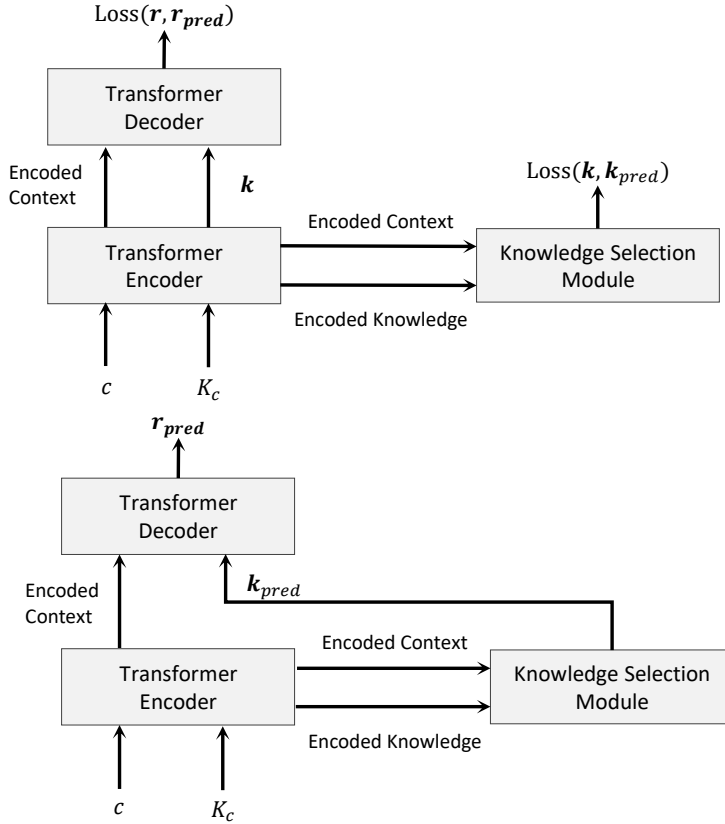 Loss(r, r_pred)
Transformer
Decoder
Encoded
Context
k
Loss(k, k_pred)
Encoded Context
Transformer
Encoder
Knowledge Selection
Module
Encoded Knowledge
c
K_c
r_pred
Transformer
Decoder
Encoded
Context
k_pred
Encoded Context
Transformer
Encoder
Knowledge Selection
Module
Encoded Knowledge
c
K_c